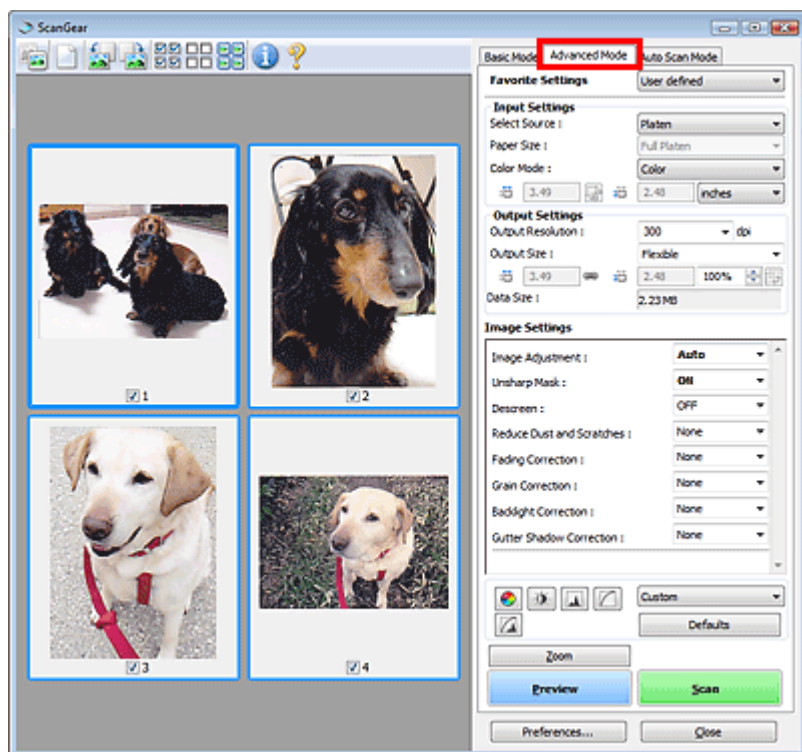 ScanGear
Basic Mode Advanced Mode Auto Scan Mode
Favorite Settings User defined
Input Settings
Select Source : Platen
Paper Size : Full Platen
Color Mode : Color
3.49 2.48 inches
Output Settings
Output Resolution : 300 dpi
Output Size : Flexible
3.49 2.48 100%
Data Size : 2.23 MB
Image Settings
Image Adjustment : Auto
Unsharp Mask : ON
Descreen : OFF
Reduce Dust and Scratches : None
Fading Correction : None
Grain Correction : None
Backlight Correction : None
Gutter Shadow Correction : None
Custom
Defaults
Zoom
Preview Scan
Preferences... Close
1
2
3
4